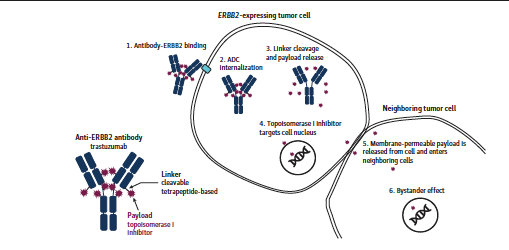 ERBB2-expressing tumor cell
1. Antibody-ERBB2 binding
2. ADC
internalization
3. Linker cleavage
and payload release
4. Topoisomerase I inhibitor
targets cell nucleus
Neighboring tumor cell
5. Membrane-permeable payload is
released from cell and enters
neighboring cells
6. Bystander effect
Anti-ERBB2 antibody
trastuzumab
Linker
cleavable
tetrapeptide-based
Payload
topoisomerase I
inhibitor